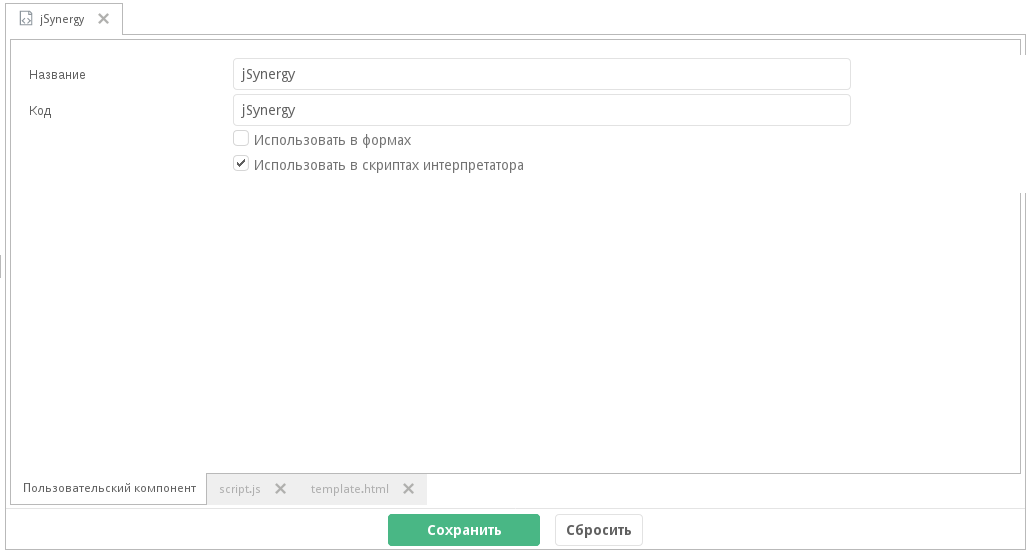 jSynergy
Название jSynergy
Код jSynergy
Использовать в формах
Использовать в скриптах интерпретатора
Пользовательский компонент script.js template.html
Сохранить Сбросить